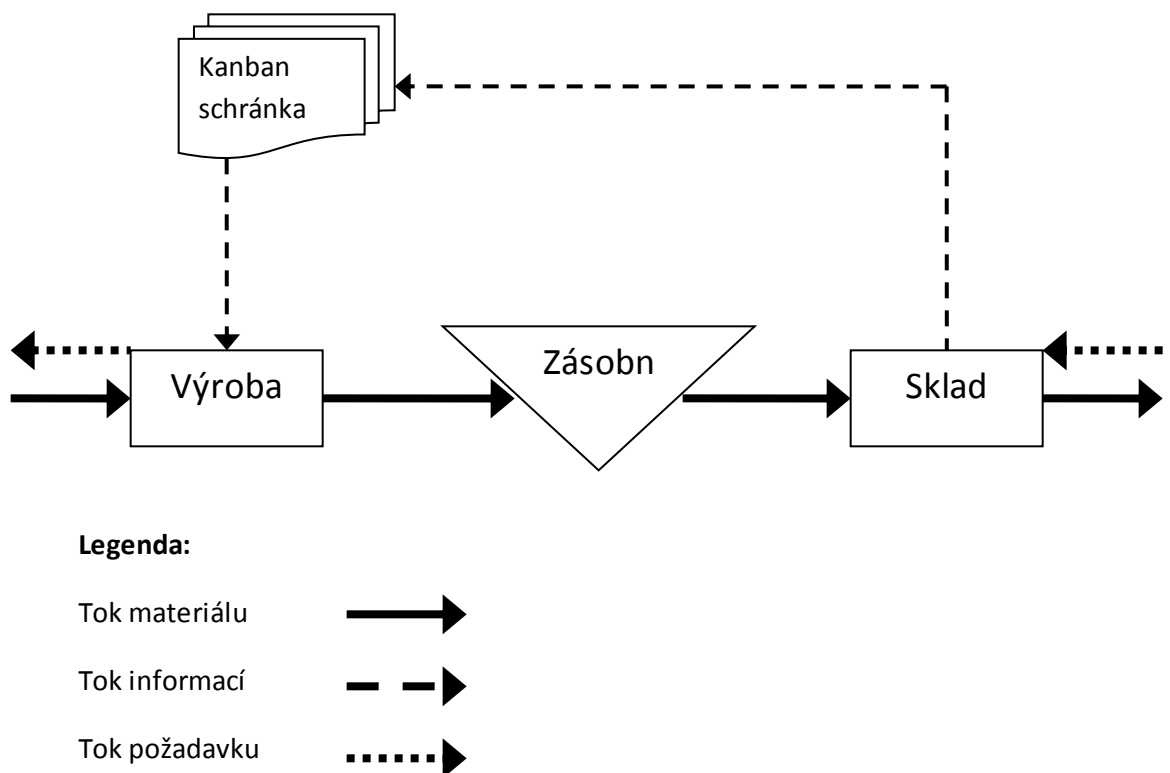 Kanban
schránka
Výroba
Zásobn
Sklad
Legenda:
Tok materiálu
Tok informací
Tok požadavku